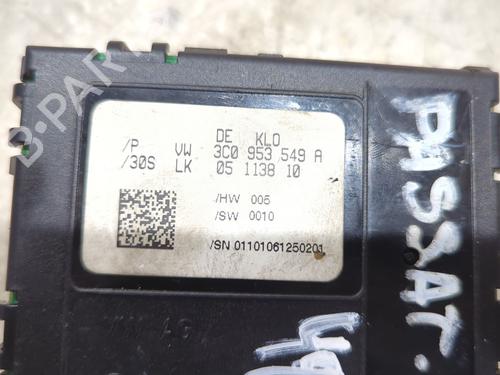 DE KLO
/P VW 3C0 953 549 A
/30S LK 05 1138 10
/HW 005
/SW 0010
/SN 01101061250201
PASSAT.
B-PARTS